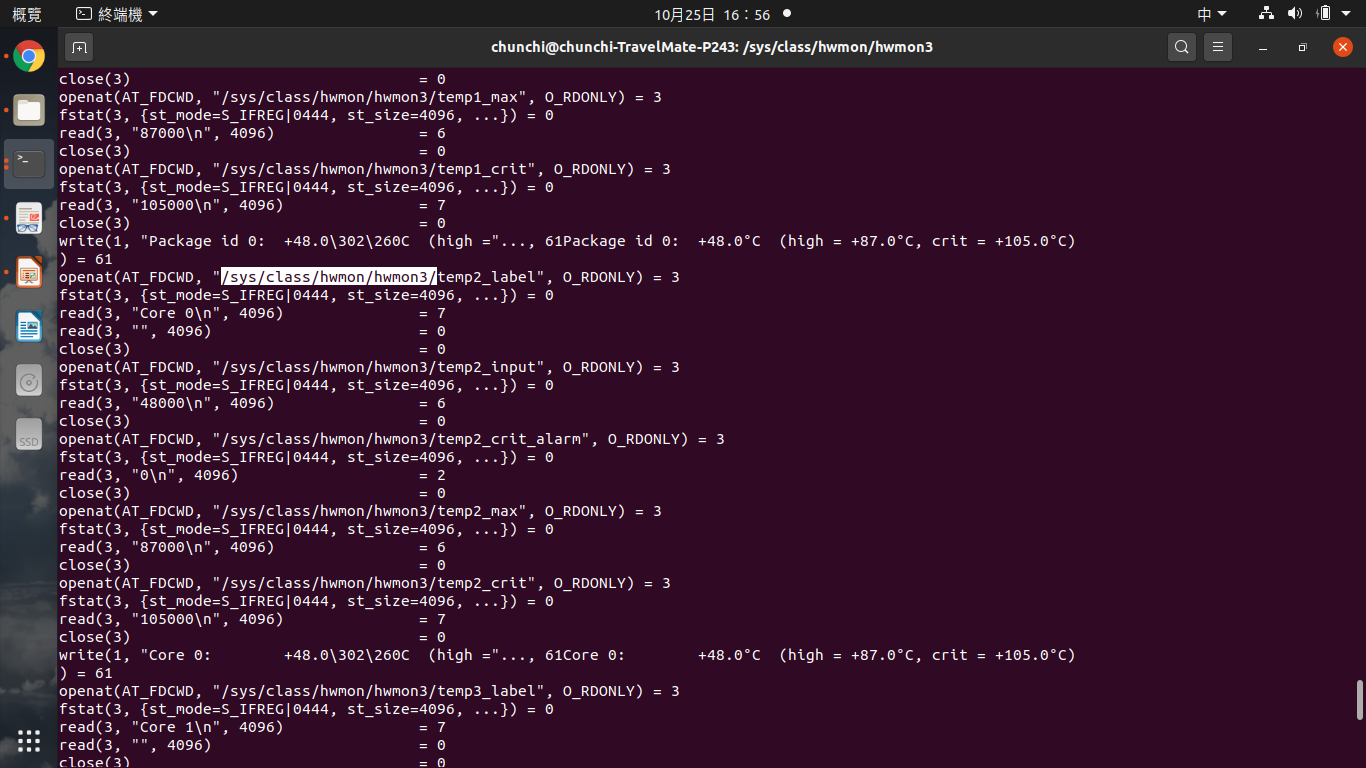 概覽 終端機 10月25日 16：56 中
chunchi@chunchi-TravelMate-P243: /sys/class/hwmon/hwmon3
close(3)                                = 0
openat(AT_FDCWD, "/sys/class/hwmon/hwmon3/temp1_max", O_RDONLY) = 3
fstat(3, {st_mode=S_IFREG|0444, st_size=4096, ...}) = 0
read(3, "87000\n", 4096)                = 6
close(3)                                = 0
openat(AT_FDCWD, "/sys/class/hwmon/hwmon3/temp1_crit", O_RDONLY) = 3
fstat(3, {st_mode=S_IFREG|0444, st_size=4096, ...}) = 0
read(3, "105000\n", 4096)               = 7
close(3)                                = 0
write(1, "Package id 0:  +48.0\302\260C  (high ="..., 61Package id 0:  +48.0°C  (high = +87.0°C, crit = +105.0°C)
) = 61
openat(AT_FDCWD, "/sys/class/hwmon/hwmon3/temp2_label", O_RDONLY) = 3
fstat(3, {st_mode=S_IFREG|0444, st_size=4096, ...}) = 0
read(3, "Core 0\n", 4096)               = 7
read(3, "", 4096)                       = 0
close(3)                                = 0
openat(AT_FDCWD, "/sys/class/hwmon/hwmon3/temp2_input", O_RDONLY) = 3
fstat(3, {st_mode=S_IFREG|0444, st_size=4096, ...}) = 0
read(3, "48000\n", 4096)                = 6
close(3)                                = 0
openat(AT_FDCWD, "/sys/class/hwmon/hwmon3/temp2_crit_alarm", O_RDONLY) = 3
fstat(3, {st_mode=S_IFREG|0444, st_size=4096, ...}) = 0
read(3, "0\n", 4096)                    = 2
close(3)                                = 0
openat(AT_FDCWD, "/sys/class/hwmon/hwmon3/temp2_max", O_RDONLY) = 3
fstat(3, {st_mode=S_IFREG|0444, st_size=4096, ...}) = 0
read(3, "87000\n", 4096)                = 6
close(3)                                = 0
openat(AT_FDCWD, "/sys/class/hwmon/hwmon3/temp2_crit", O_RDONLY) = 3
fstat(3, {st_mode=S_IFREG|0444, st_size=4096, ...}) = 0
read(3, "105000\n", 4096)               = 7
close(3)                                = 0
write(1, "Core 0:        +48.0\302\260C  (high ="..., 61Core 0:        +48.0°C  (high = +87.0°C, crit = +105.0°C)
) = 61
openat(AT_FDCWD, "/sys/class/hwmon/hwmon3/temp3_label", O_RDONLY) = 3
fstat(3, {st_mode=S_IFREG|0444, st_size=4096, ...}) = 0
read(3, "Core 1\n", 4096)               = 7
read(3, "", 4096)                       = 0
close(3)                                = 0
SSD